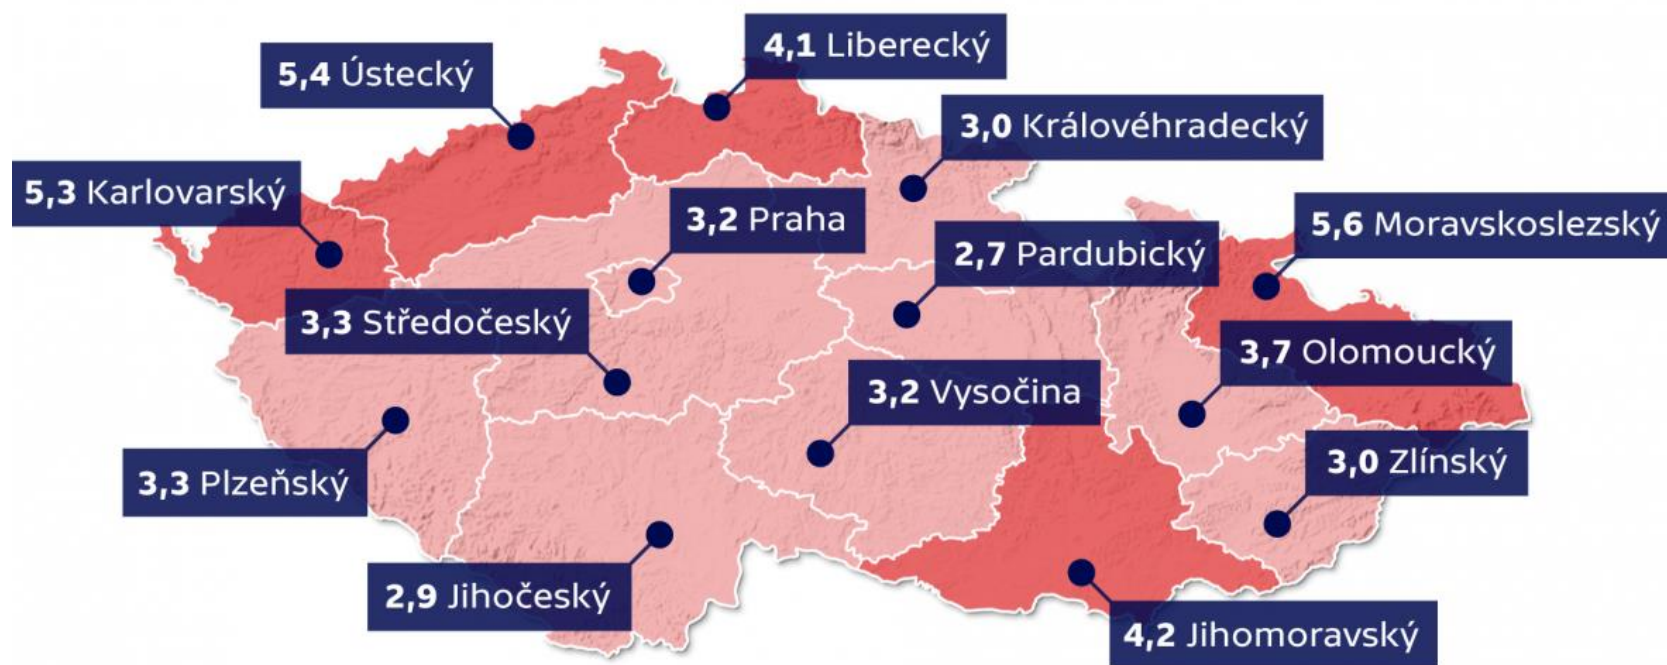 4,1 Liberecký
5,4 Ústecký
3,0 Královéhradecký
5,3 Karlovarský
3,2 Praha
5,6 Moravskoslezský
2,7 Pardubický
3,3 Středočeský
3,7 Olomoucký
3,2 Vysočina
3,0 Zlínský
3,3 Plzeňský
2,9 Jihočeský
4,2 Jihomoravský